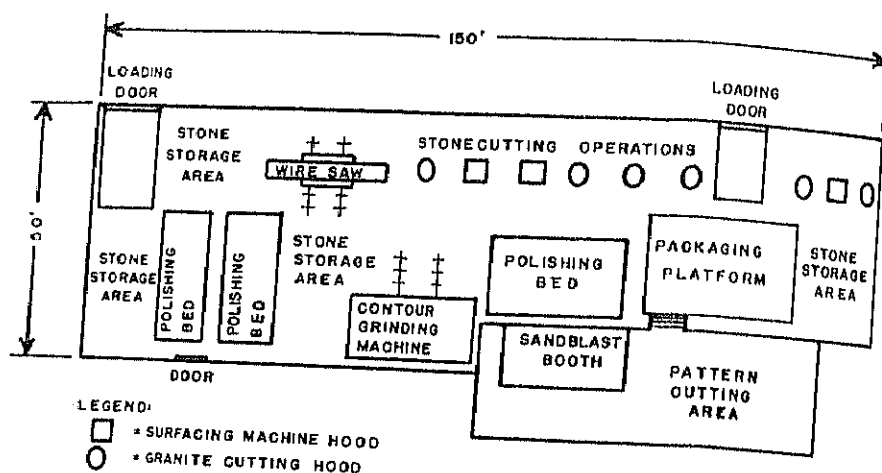 150'
LOADING
DOOR
LOADING
DOOR
50'
STONE
STORAGE
AREA
WIRE SAW
STONECUTTING OPERATIONS
STONE
STORAGE
AREA
POLISHING
BED
POLISHING
BED
STONE
STORAGE
AREA
CONTOUR
GRINDING
MACHINE
POLISHING
BED
PACKAGING
PLATFORM
STONE
STORAGE
AREA
SANDBLAST
BOOTH
PATTERN
CUTTING
AREA
DOOR
LEGEND:
= SURFACING MACHINE HOOD
= GRANITE CUTTING HOOD